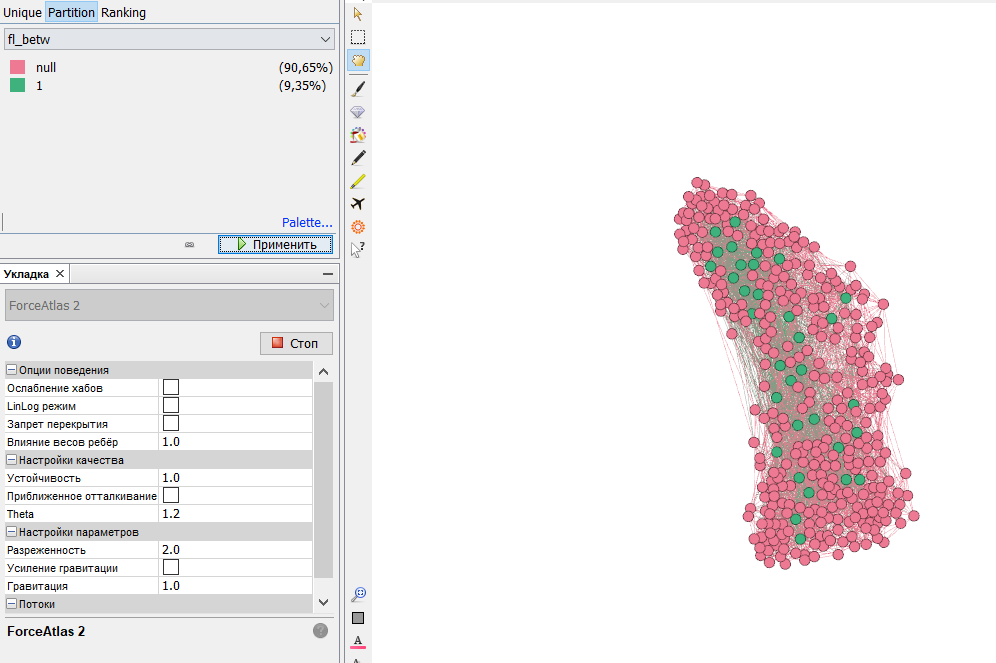 Unique Partition Ranking
fl_betw
null (90,65%)
1 (9,35%)
Palette...
Применить
Укладка
ForceAtlas 2
Стоп
Опции поведения
Ослабление хабов
LinLog режим
Запрет перекрытия
Влияние весов ребёр 1.0
Настройки качества
Устойчивость 1.0
Приближенное отталкивание
Theta 1.2
Настройки параметров
Разреженность 2.0
Усиление гравитации
Гравитация 1.0
Потоки
ForceAtlas 2